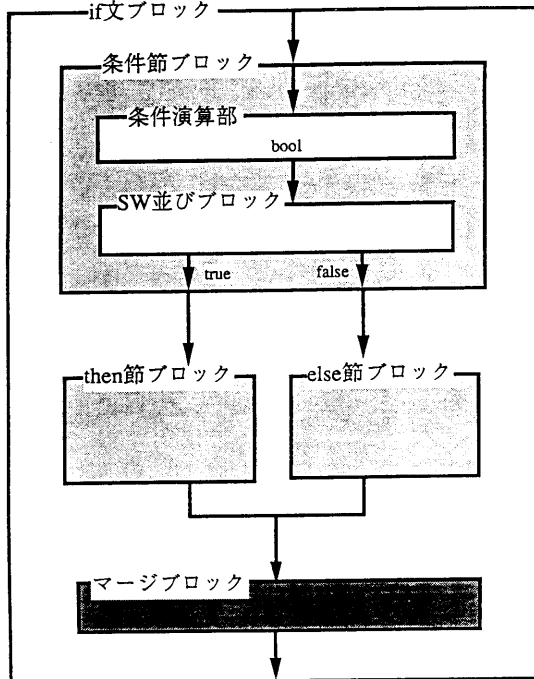 if文ブロック
条件節ブロック
条件演算部
bool
SW並びブロック
true
false
then節ブロック
else節ブロック
マージブロック